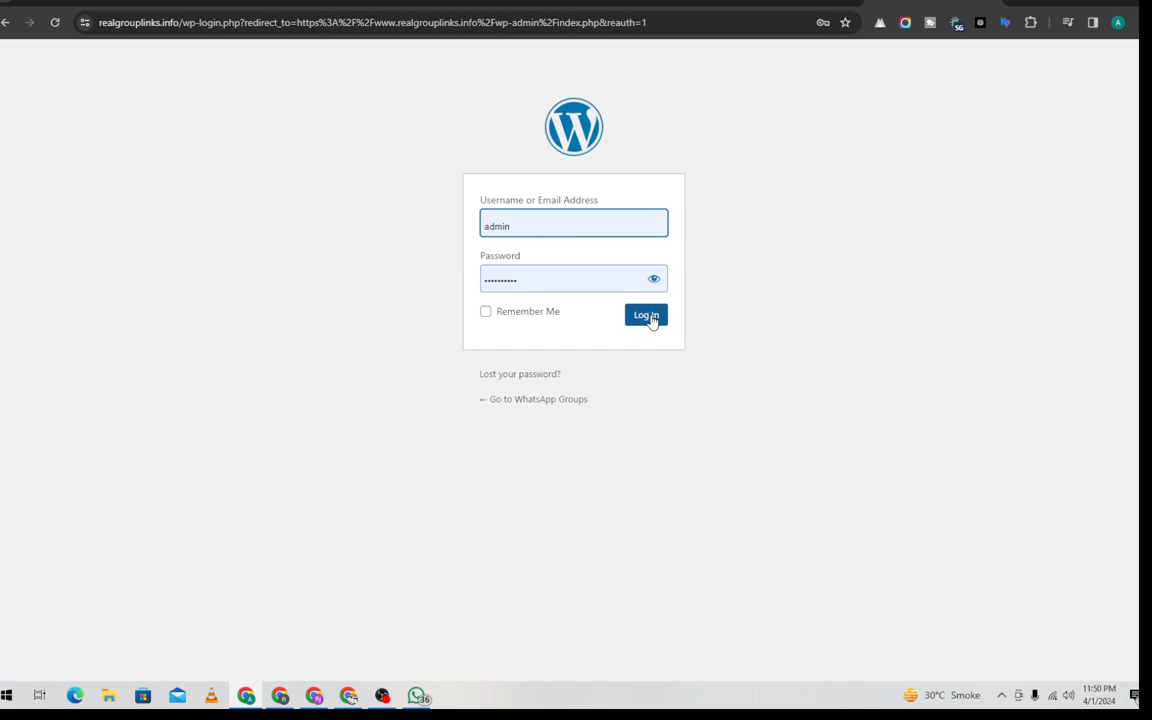 realgrouplinks.info/wp-login.php?redirect_to=https%3A%2F%2Fwww.realgrouplinks.info%2Fwp-admin%2Findex.php&reauth=1
SG
A
Username or Email Address
admin
Password
••••••••••
Remember Me
Log In
Lost your password?
← Go to WhatsApp Groups
36
30°C Smoke
11:50 PM
4/1/2024